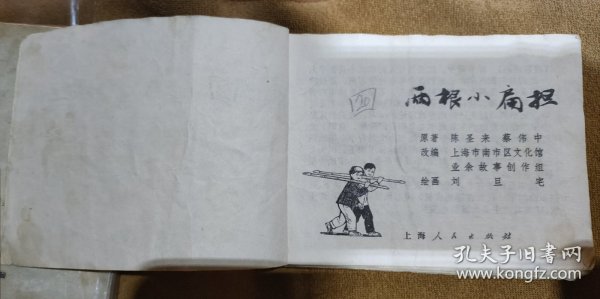 20
两根小扁担
原著 陈圣来 蔡伟中
改编 上海市南市区文化馆
业余故事创作组
绘画 刘旦宅
上海人民出版社
孔夫子旧书网
www.kongfz.com